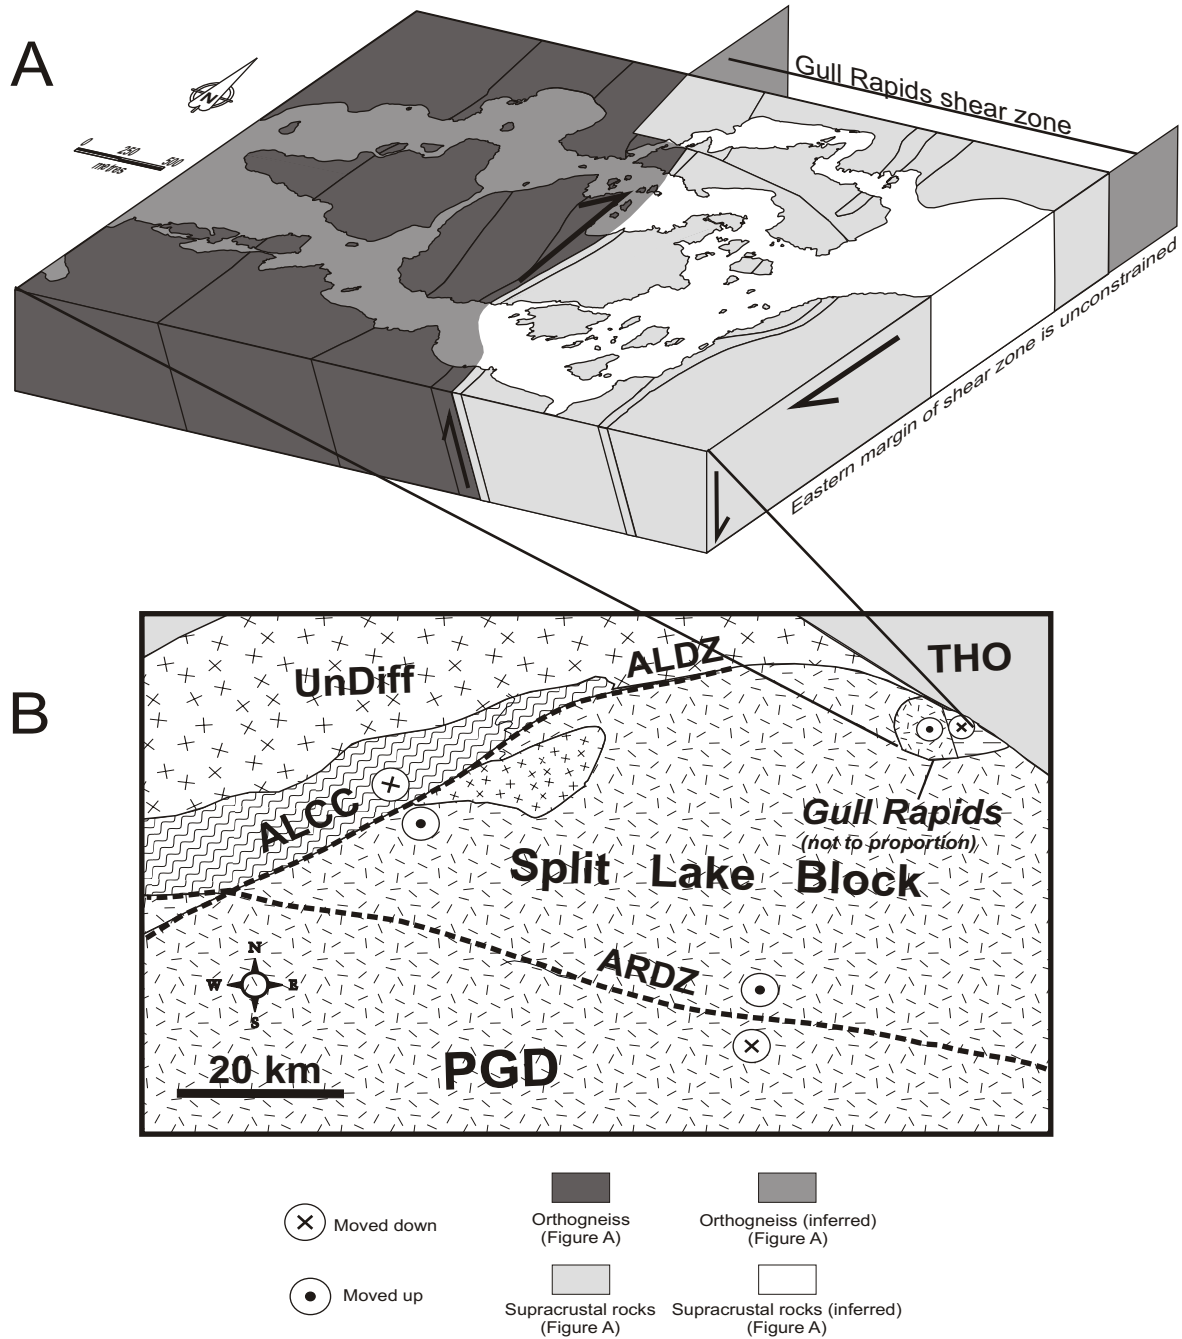 A
N
0
250
500
metres
Gull Rapids shear zone
Eastern margin of shear zone is unconstrained
B
UnDiff
ALDZ
THO
ALCC
Gull Rapids
(not to proportion)
Split Lake Block
ARDZ
N
W E
S
20 km
PGD
Moved down
Moved up
Orthogneiss
(Figure A)
Orthogneiss (inferred)
(Figure A)
Supracrustal rocks
(Figure A)
Supracrustal rocks (inferred)
(Figure A)